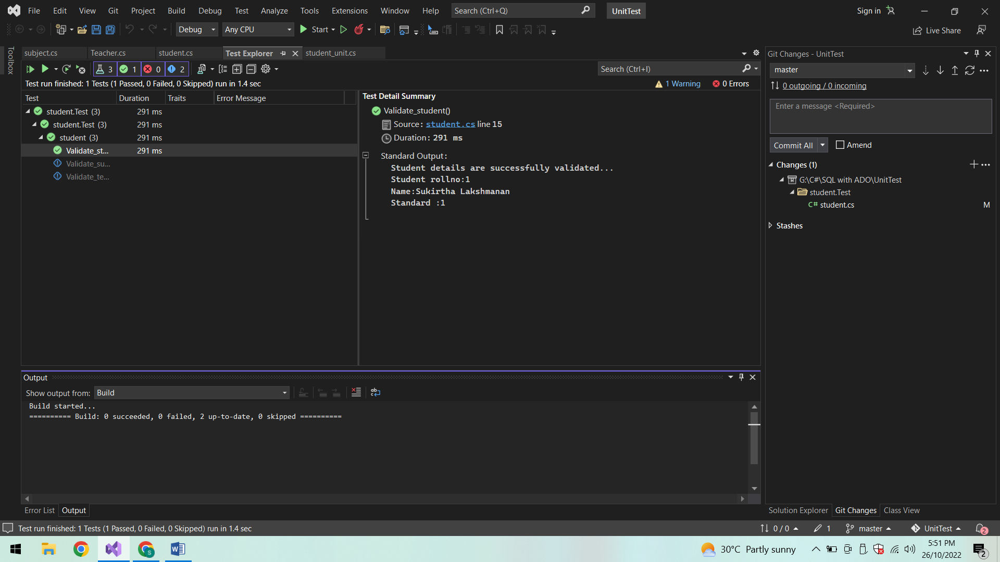 File Edit View Git Project Build Debug Test Analyze Tools Extensions Window Help Search (Ctrl+Q) UnitTest Sign in
Debug Any CPU Start Live Share
Toolbox
subject.cs Teacher.cs student.cs Test Explorer student_unit.cs
3 1 0 2 Search (Ctrl+I)
Test run finished: 1 Tests (1 Passed, 0 Failed, 0 Skipped) run in 1.4 sec 1 Warning 0 Errors
Test Duration Traits Error Message
student.Test (3) 291 ms
student.Test (3) 291 ms
student (3) 291 ms
Validate_st... 291 ms
Validate_su...
Validate_te...
Test Detail Summary
Validate_student()
Source: student.cs line 15
Duration: 291 ms
Standard Output:
Student details are successfully validated...
Student rollno:1
Name:Sukirtha Lakshmanan
Standard :1
Git Changes - UnitTest
master
0 outgoing / 0 incoming
Enter a message <Required>
Commit All Amend
Changes (1)
G:\C#\SQL with ADO\UnitTest
student.Test
C# student.cs M
Stashes
Output
Show output from: Build
Build started...
========== Build: 0 succeeded, 0 failed, 2 up-to-date, 0 skipped ==========
Error List Output
Solution Explorer Git Changes Class View
Test run finished: 1 Tests (1 Passed, 0 Failed, 0 Skipped) run in 1.4 sec 0 / 0 1 master UnitTest 2
S W 30°C Partly sunny 5:51 PM
26/10/2022 2